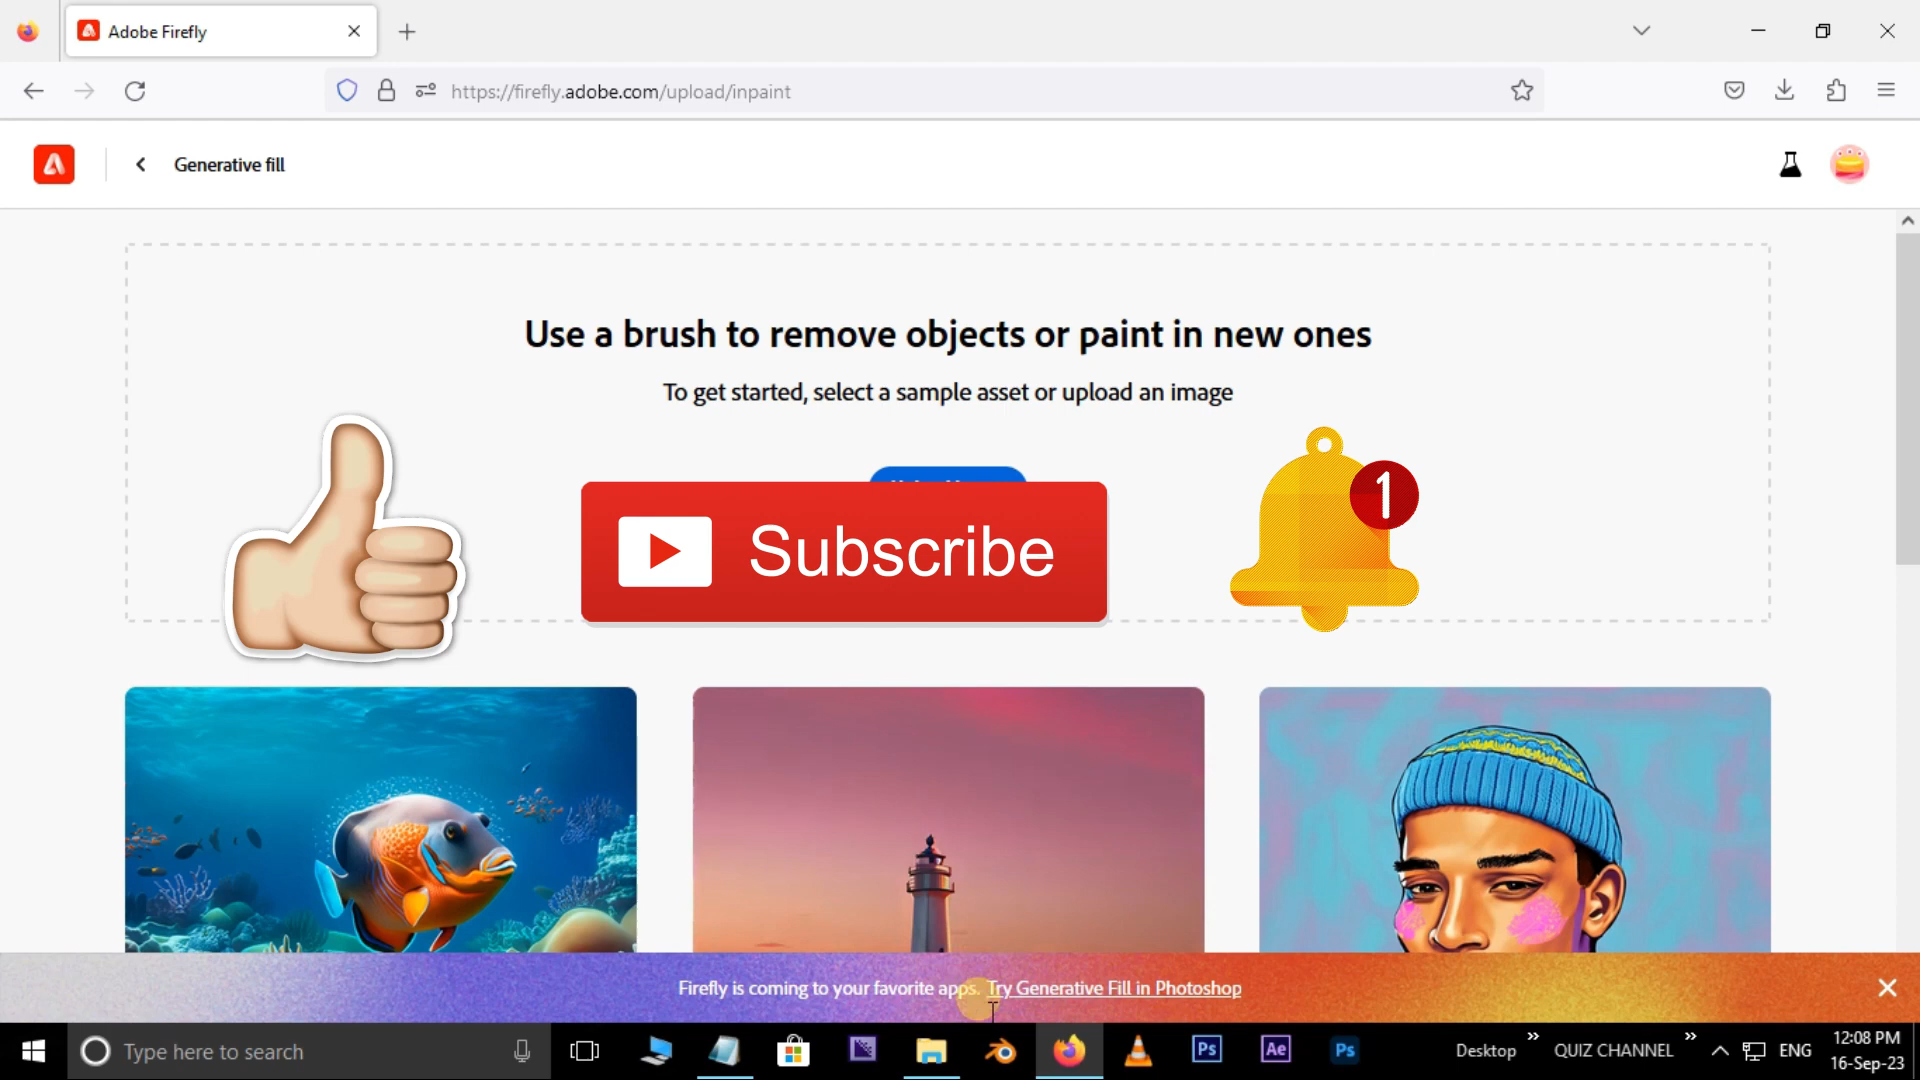 Adobe Firefly
https://firefly.adobe.com/upload/inpaint
Generative fill
Use a brush to remove objects or paint in new ones
To get started, select a sample asset or upload an image
Subscribe
1
Firefly is coming to your favorite apps. Try Generative Fill in Photoshop
Type here to search
Ps
Ae
Ps
Desktop
QUIZ CHANNEL
ENG
12:08 PM
16-Sep-23